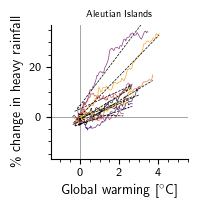 Aleutian Islands
% change in heavy rainfall
20
0
0 2 4
Global warming [°C]